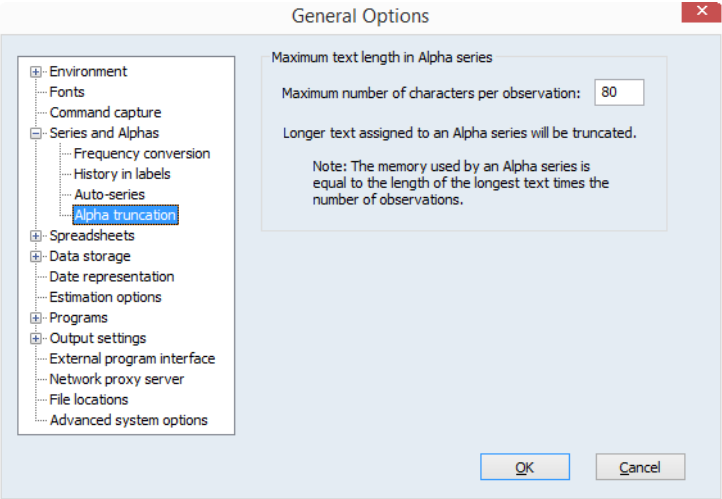 General Options
Environment
Fonts
Command capture
Series and Alphas
Frequency conversion
History in labels
Auto-series
Alpha truncation
Spreadsheets
Data storage
Date representation
Estimation options
Programs
Output settings
External program interface
Network proxy server
File locations
Advanced system options
Maximum text length in Alpha series
Maximum number of characters per observation: 80
Longer text assigned to an Alpha series will be truncated.
Note: The memory used by an Alpha series is
equal to the length of the longest text times the
number of observations.
OK Cancel